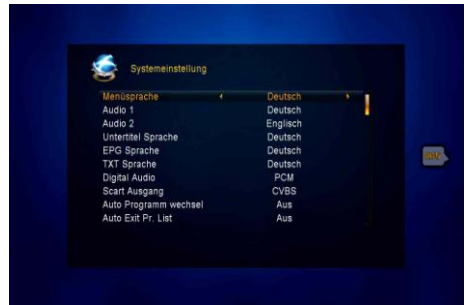 Systemeinstellung
Menüsprache Deutsch
Audio 1 Deutsch
Audio 2 Englisch
Untertitel Sprache Deutsch
EPG Sprache Deutsch
TXT Sprache Deutsch
Digital Audio PCM
Scart Ausgang CVBS
Auto Programm wechsel Aus
Auto Exit Pr. List Aus